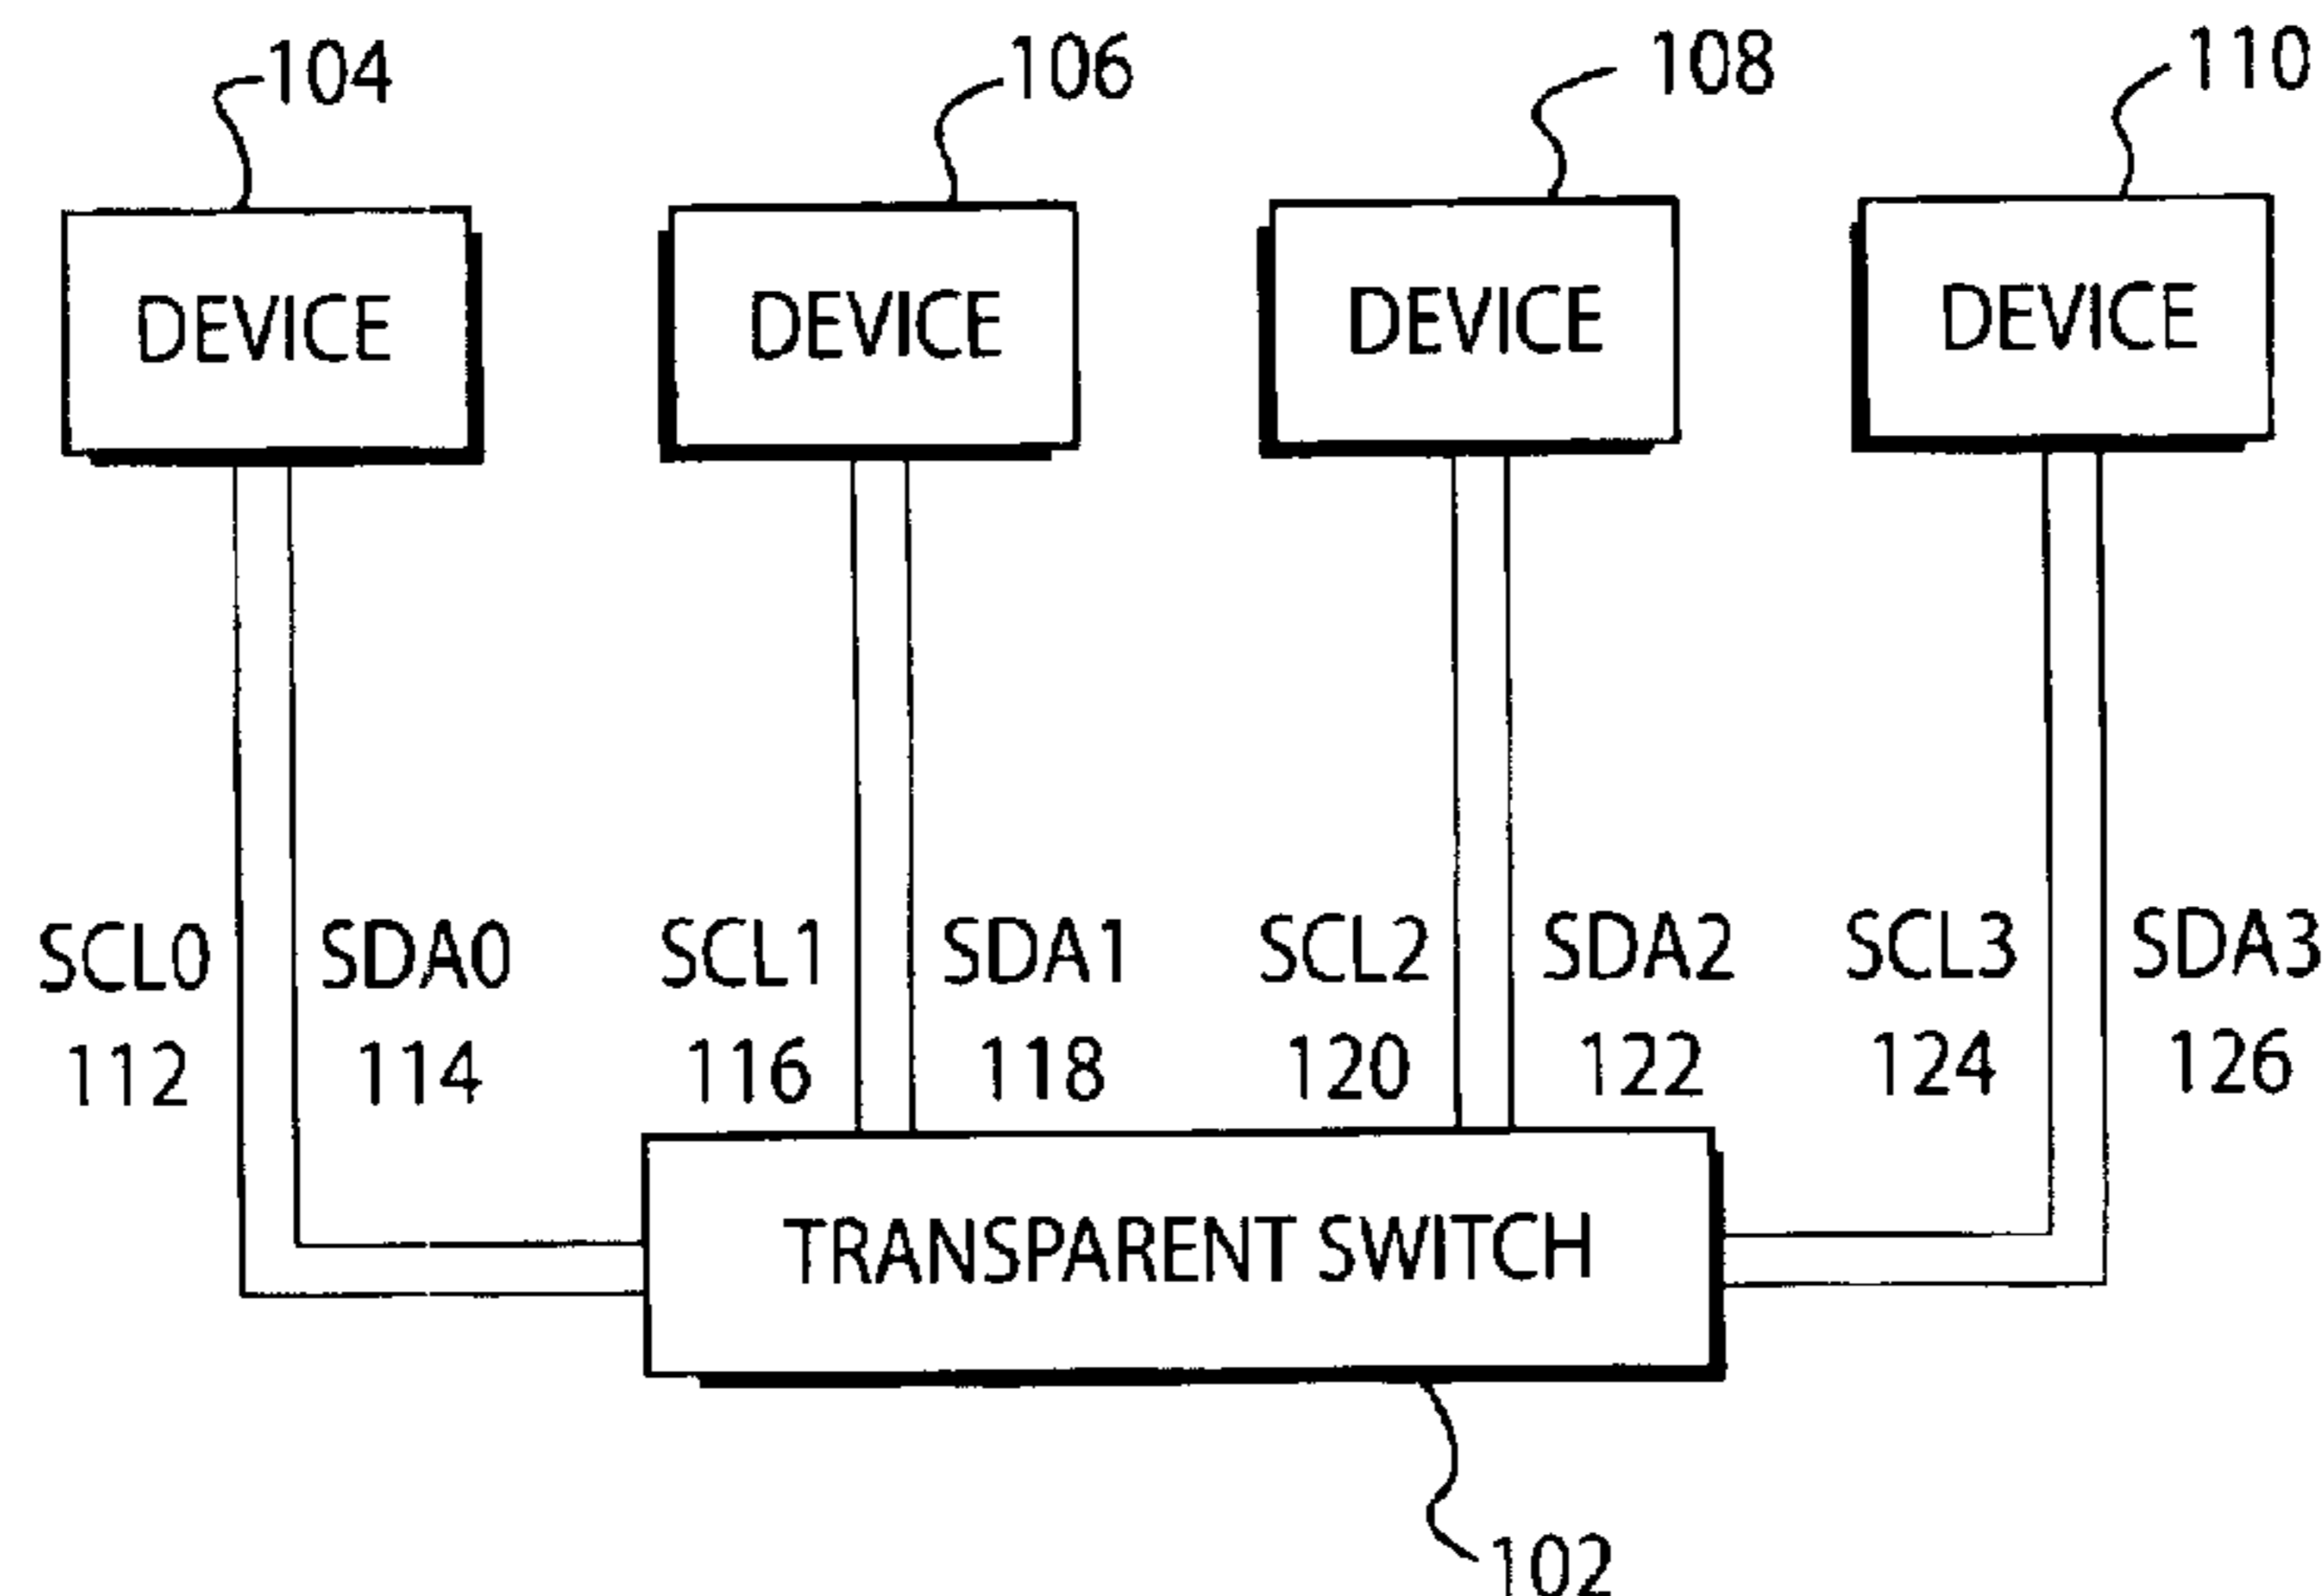 104 106 108 110
DEVICE DEVICE DEVICE DEVICE
SCL0 SDA0 SCL1 SDA1 SCL2 SDA2 SCL3 SDA3
112 114 116 118 120 122 124 126
TRANSPARENT SWITCH
102